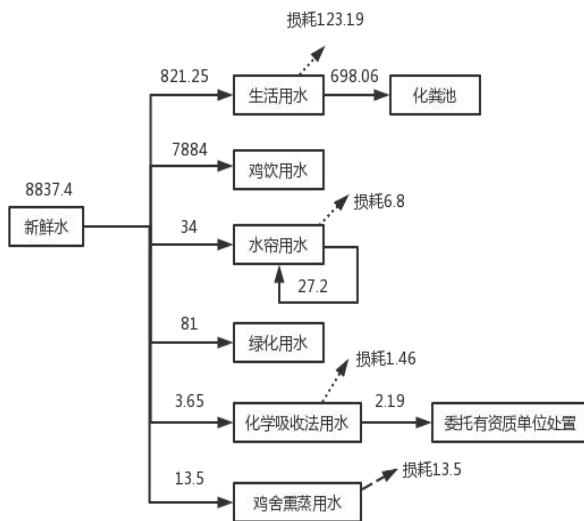 损耗123.19
821.25
生活用水
698.06
化粪池
7884
鸡饮用水
8837.4
新鲜水
损耗6.8
34
水帘用水
27.2
81
绿化用水
损耗1.46
3.65
化学吸收法用水
2.19
委托有资质单位处置
13.5
鸡舍熏蒸用水
损耗13.5